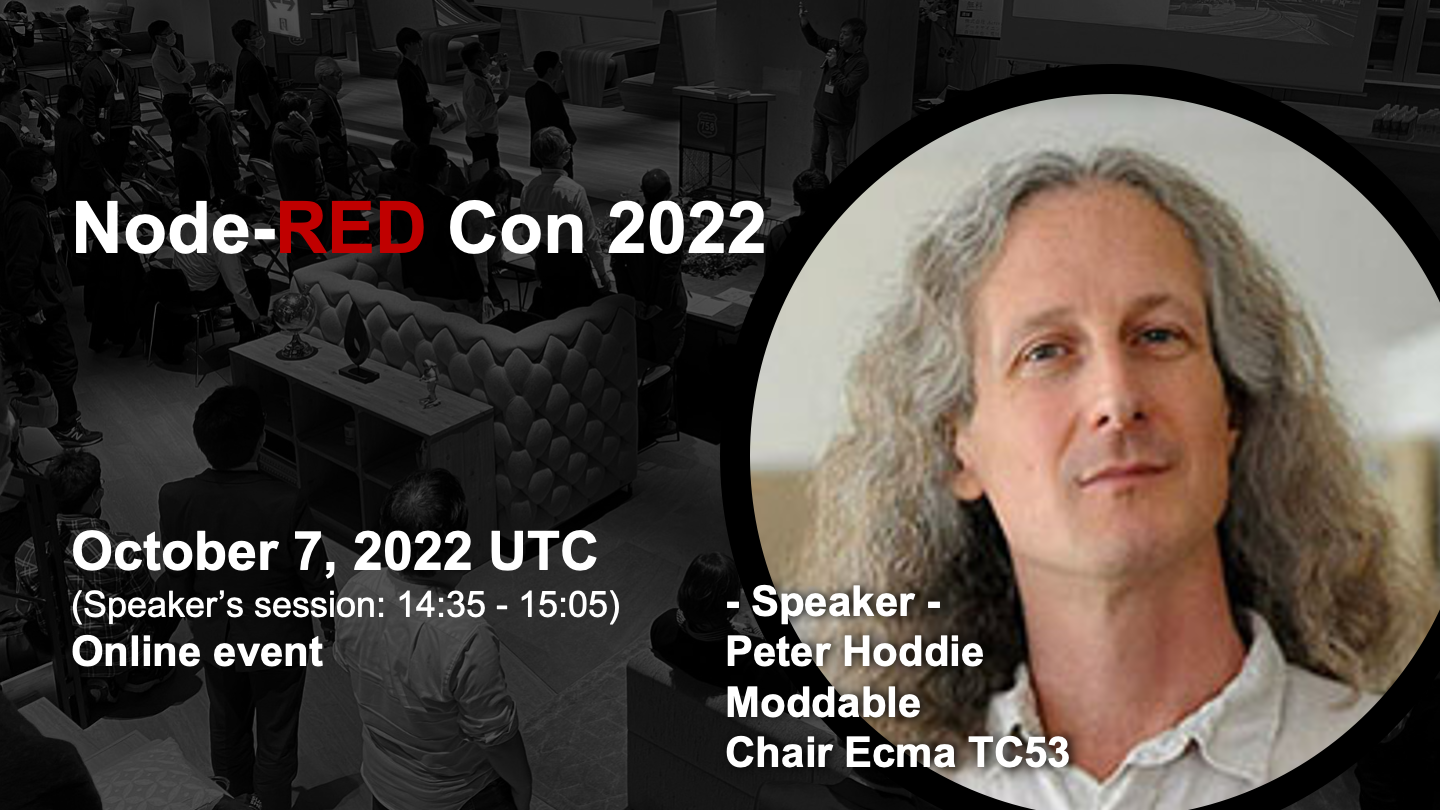 Node-RED Con 2022
October 7, 2022 UTC
(Speaker’s session: 14:35 - 15:05)
Online event
- Speaker -
Peter Hoddie
Moddable
Chair Ecma TC53